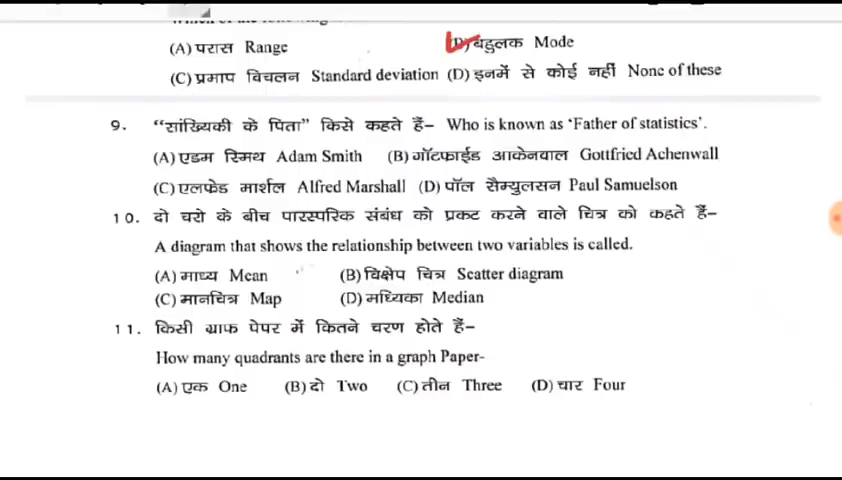 (A) परास Range (B) बहुलक Mode
(C) प्रमाप विचलन Standard deviation (D) इनमें से कोई नहीं None of these
9. “सांख्यिकी के पिता” किसे कहते हैं– Who is known as ‘Father of statistics’.
(A) एडम स्मिथ Adam Smith (B) गॉटफाईड आकेनवाल Gottfried Achenwall
(C) एलफेड मार्शल Alfred Marshall (D) पॉल सैम्युलसन Paul Samuelson
10. दो चरो के बीच पारस्परिक संबंध को प्रकट करने वाले चित्र को कहते हैं–
A diagram that shows the relationship between two variables is called.
(A) माध्य Mean (B) विक्षेप चित्र Scatter diagram
(C) मानचित्र Map (D) मध्यिका Median
11. किसी ग्राफ पेपर में कितने चरण होते हैं–
How many quadrants are there in a graph Paper-
(A) एक One (B) दो Two (C) तीन Three (D) चार Four